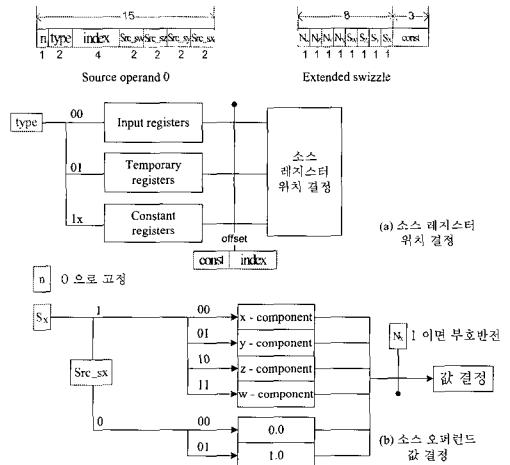 15
8
3
n type index Src_sw Src_sz Src_sy Src_sx
Nw Nz Ny Nx Sw Sz Sy Sx const
1 2 4 2 2 2 2
1 1 1 1 1 1 1 1
Source operand 0
Extended swizzle
type
00
Input registers
01
Temporary registers
1x
Constant registers
소스
레지스터
위치 결정
offset
const index
(a) 소스 레지스터
위치 결정
n 0 으로 고정
Sx
1
00
x - component
01
y - component
10
z - component
11
w - component
Src_sx
0
00
0.0
01
1.0
Nx 1 이면 부호반전
값 결정
(b) 소스 오퍼런드
값 결정